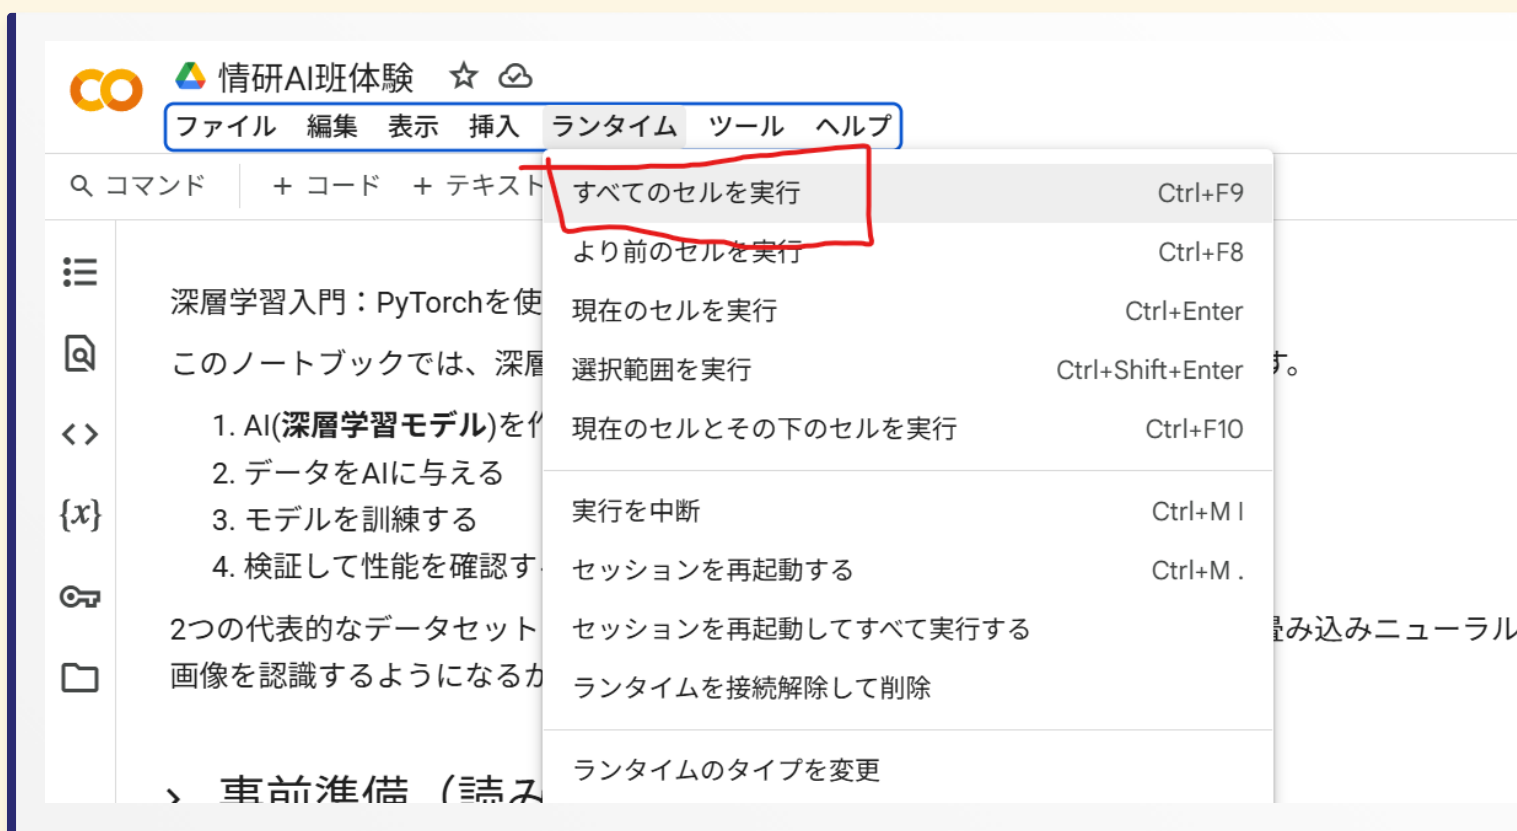 情研AI班体験
ファイル 編集 表示 挿入 ランタイム ツール ヘルプ
コマンド + コード + テキスト
すべてのセルを実行 Ctrl+F9
より前のセルを実行 Ctrl+F8
現在のセルを実行 Ctrl+Enter
選択範囲を実行 Ctrl+Shift+Enter
現在のセルとその下のセルを実行 Ctrl+F10
実行を中断 Ctrl+M I
セッションを再起動する Ctrl+M .
セッションを再起動してすべて実行する
ランタイムを接続解除して削除
ランタイムのタイプを変更
{x}
深層学習入門：PyTorchを使
このノートブックでは、深層 す。
1. AI(深層学習モデル)を作
2. データをAIに与える
3. モデルを訓練する
4. 検証して性能を確認す
2つの代表的なデータセット 畳み込みニューラル
画像を認識するようになるか
事前準備（読み